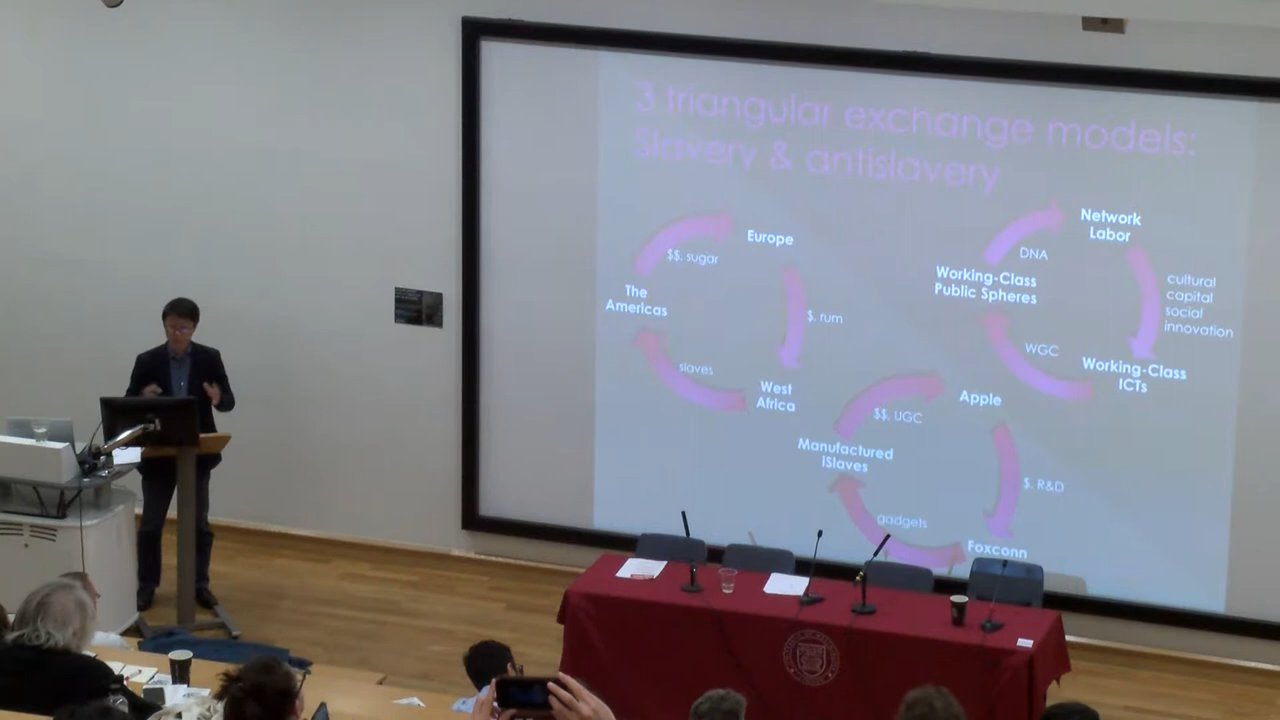 3 triangular exchange models:
Slavery & antislavery
Europe
$$. sugar
The
Americas
$. rum
slaves
West
Africa
Network
Labor
DNA
Working-Class
Public Spheres
cultural
capital
social
innovation
WGC
Working-Class
ICTs
Apple
$$. UGC
Manufactured
iSlaves
$. R&D
gadgets
Foxconn